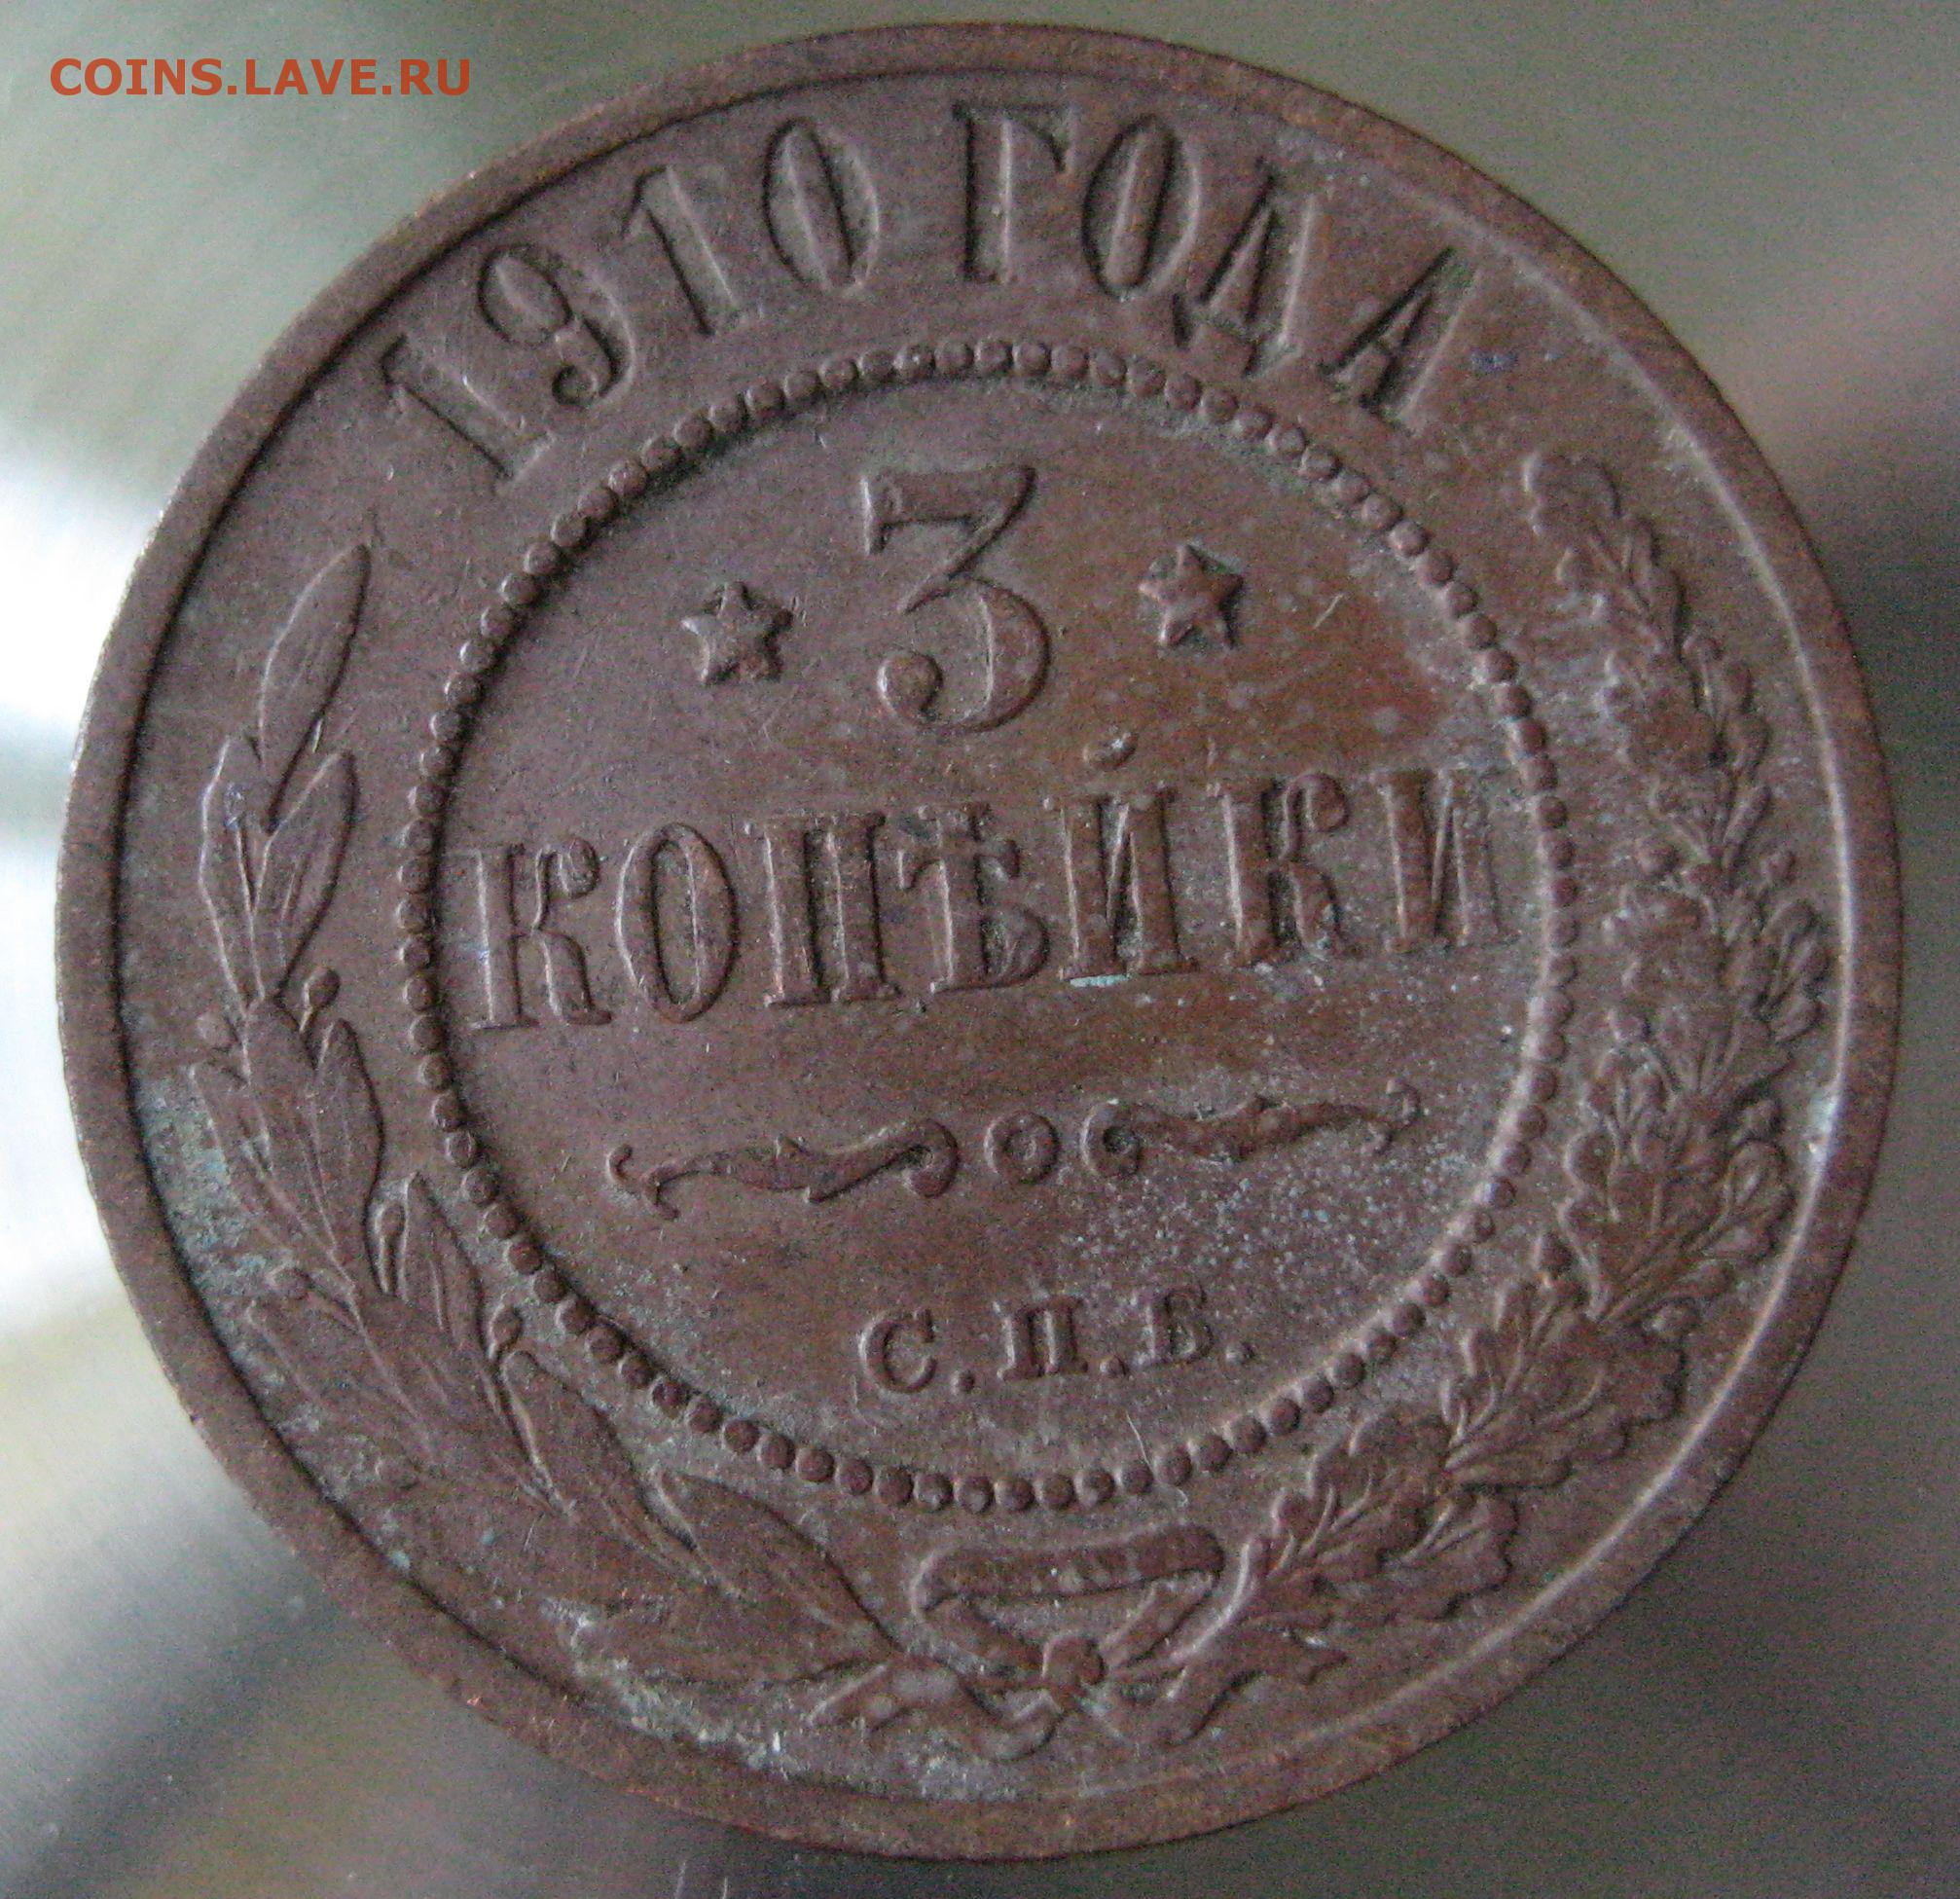 COINS.LAVE.RU
1910 ГОДА
3
КОПѢЙКИ
С.П.Б.